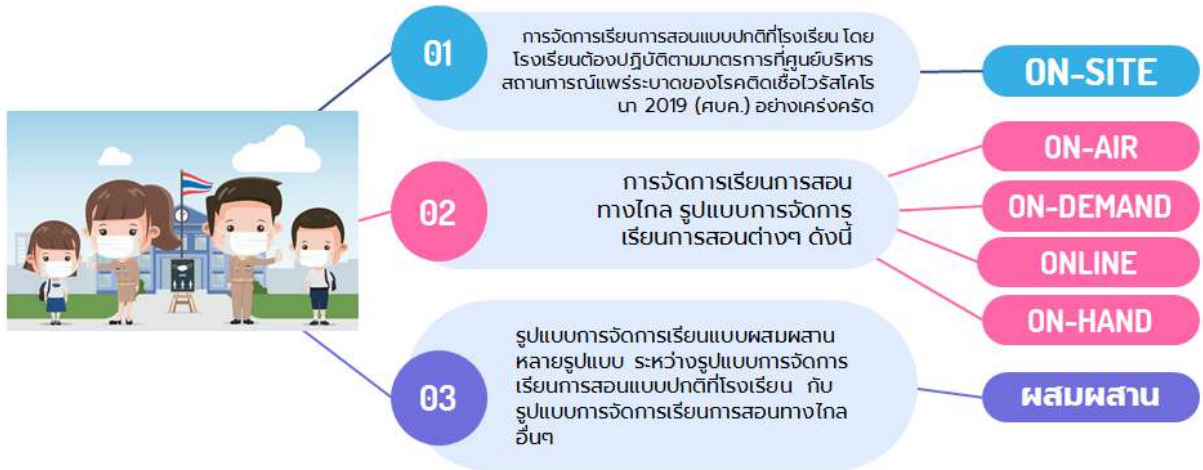 01
การจัดการเรียนการสอนแบบปกติที่โรงเรียน โดย
โรงเรียนต้องปฏิบัติตามมาตรการที่ศูนย์บริหาร
สถานการณ์แพร่ระบาดของโรคติดเชื้อไวรัสโคโร
นา 2019 (ศบค.) อย่างเคร่งครัด
ON-SITE
02
การจัดการเรียนการสอน
ทางไกล รูปแบบการจัดการ
เรียนการสอนต่างๆ ดังนี้
ON-AIR
ON-DEMAND
ONLINE
ON-HAND
03
รูปแบบการจัดการเรียนแบบผสมผสาน
หลายรูปแบบ ระหว่างรูปแบบการจัดการ
เรียนการสอนแบบปกติที่โรงเรียน กับ
รูปแบบการจัดการเรียนการสอนทางไกล
อื่นๆ
ผสมผสาน